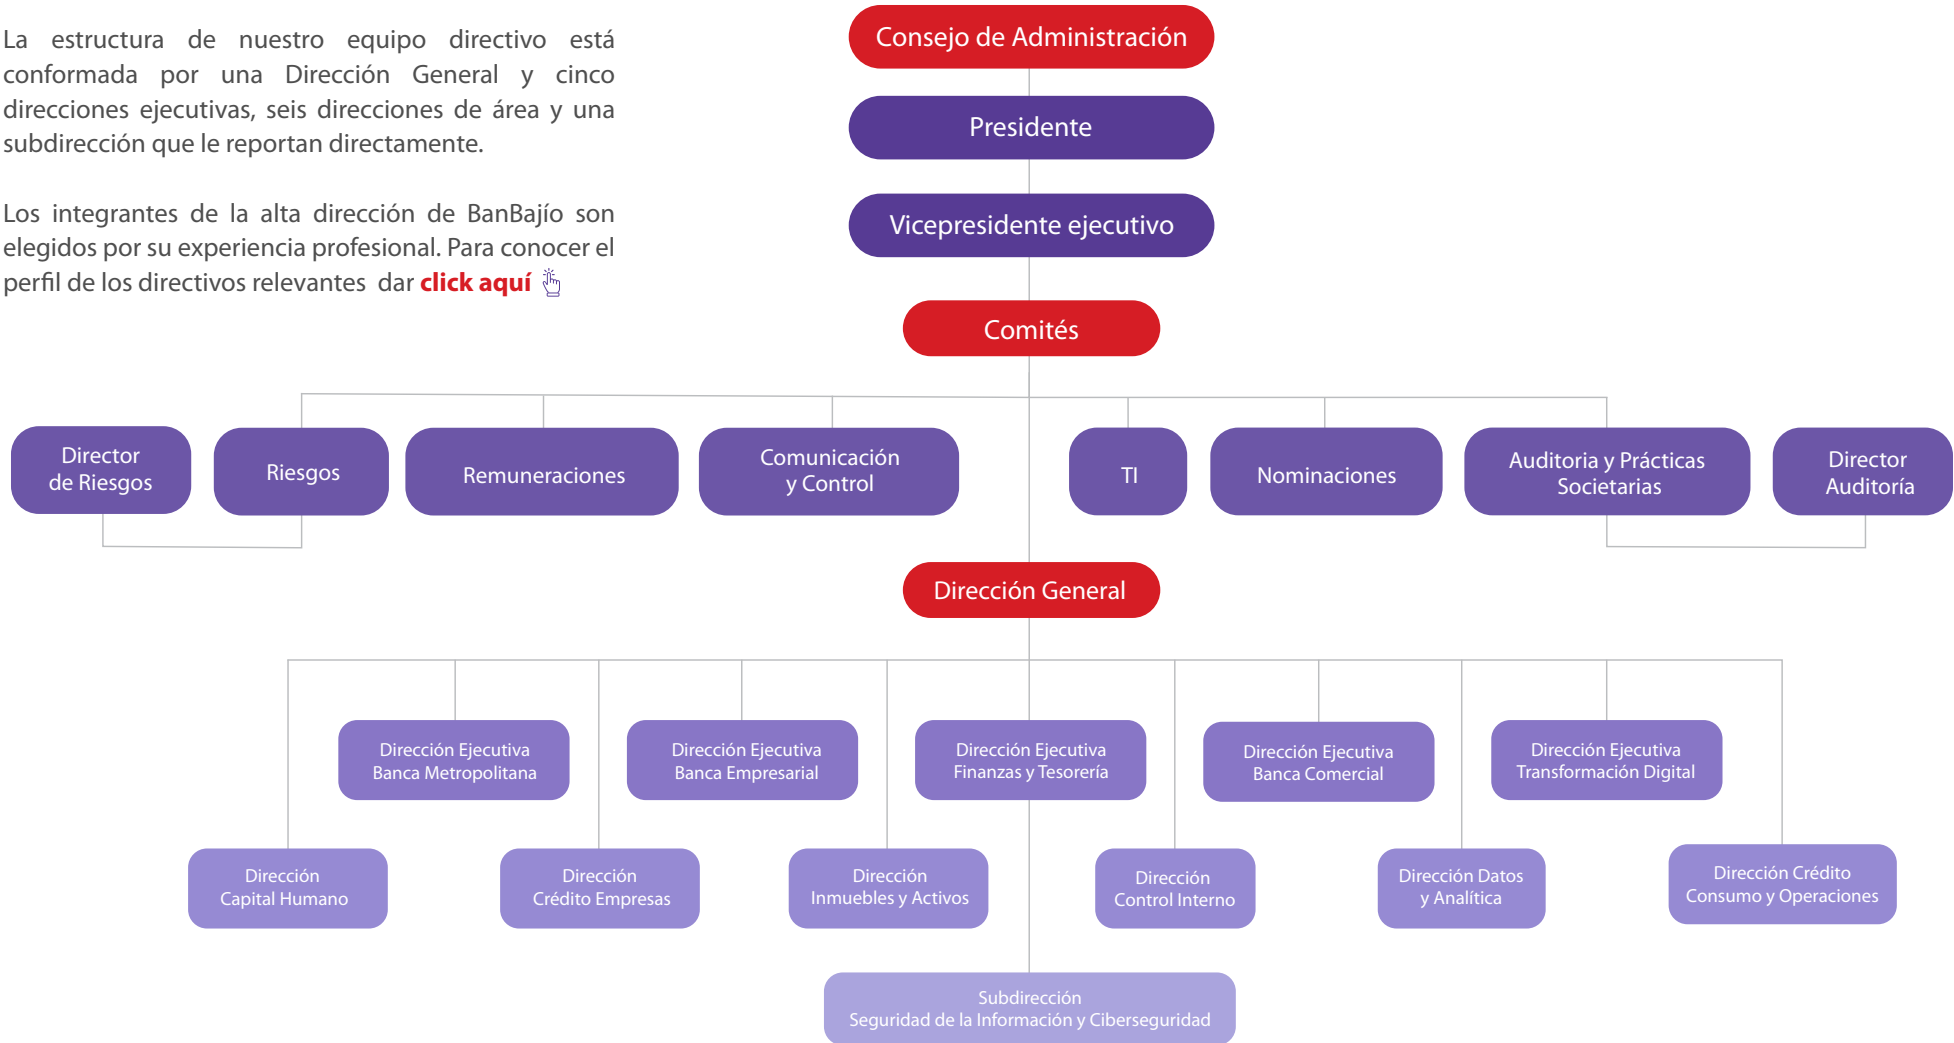 La estructura de nuestro equipo directivo está
conformada por una Dirección General y cinco
direcciones ejecutivas, seis direcciones de área y una
subdirección que le reportan directamente.
Los integrantes de la alta dirección de BanBajío son
elegidos por su experiencia profesional. Para conocer el
perfil de los directivos relevantes dar click aquí
Consejo de Administración
Presidente
Vicepresidente ejecutivo
Comités
Director
de Riesgos
Riesgos
Remuneraciones
Comunicación
y Control
TI
Nominaciones
Auditoria y Prácticas
Societarias
Director
Auditoría
Dirección General
Dirección Ejecutiva
Banca Metropolitana
Dirección Ejecutiva
Banca Empresarial
Dirección Ejecutiva
Finanzas y Tesorería
Dirección Ejecutiva
Banca Comercial
Dirección Ejecutiva
Transformación Digital
Dirección
Capital Humano
Dirección
Crédito Empresas
Dirección
Inmuebles y Activos
Dirección
Control Interno
Dirección Datos
y Analítica
Dirección Crédito
Consumo y Operaciones
Subdirección
Seguridad de la Información y Ciberseguridad